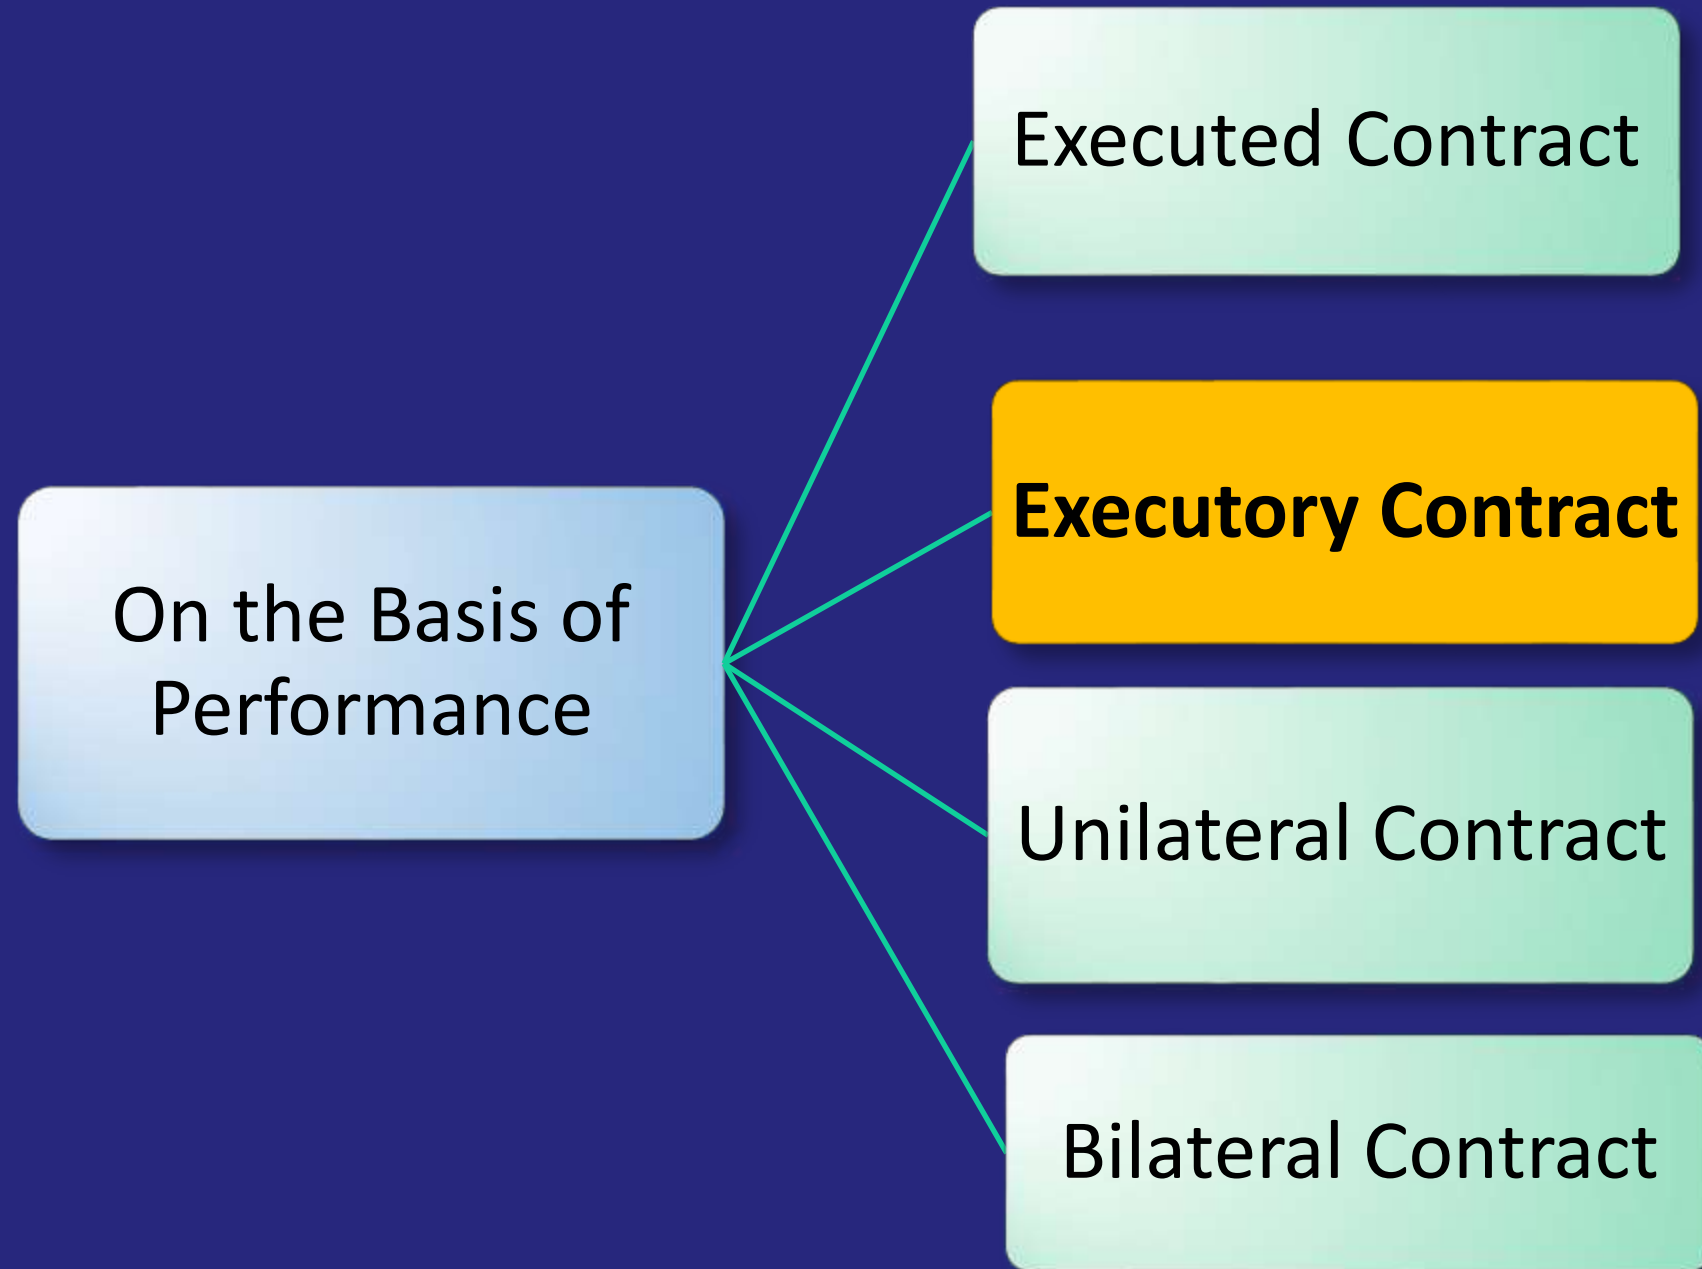 On the Basis of
Performance
Executed Contract
Executory Contract
Unilateral Contract
Bilateral Contract